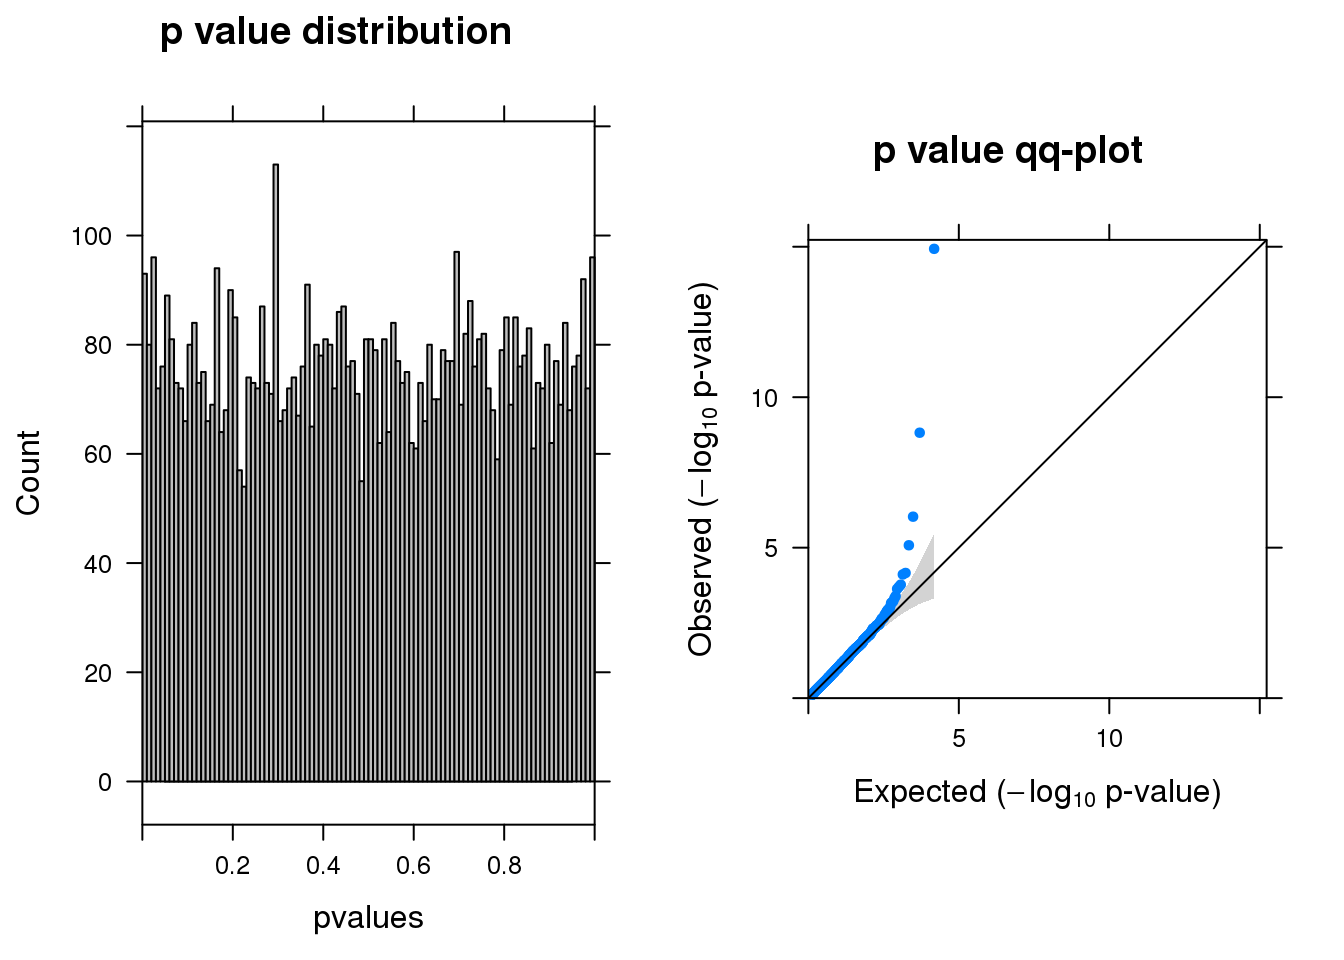 p value distribution
100
80
60
40
20
0
Count
0.2 0.4 0.6 0.8
pvalues
p value qq-plot
10
5
Observed (−log10 p-value)
5 10
Expected (−log10 p-value)